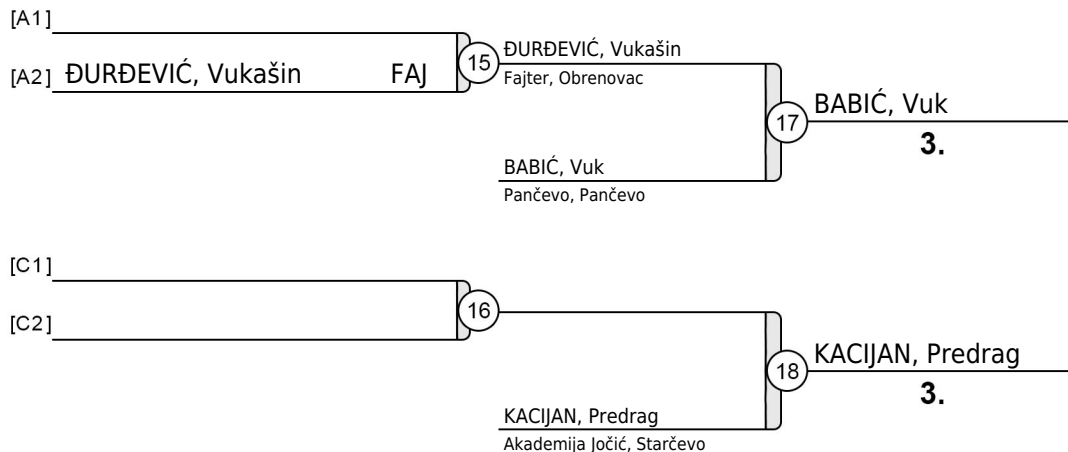 [A1]
[A2] ĐURĐEVIĆ, Vukašin FAJ
15
ĐURĐEVIĆ, Vukašin
Fajter, Obrenovac
17
BABIĆ, Vuk
3.
BABIĆ, Vuk
Pančevo, Pančevo
[C1]
[C2]
16
18
KACIJAN, Predrag
3.
KACIJAN, Predrag
Akademija Jočić, Starčevo